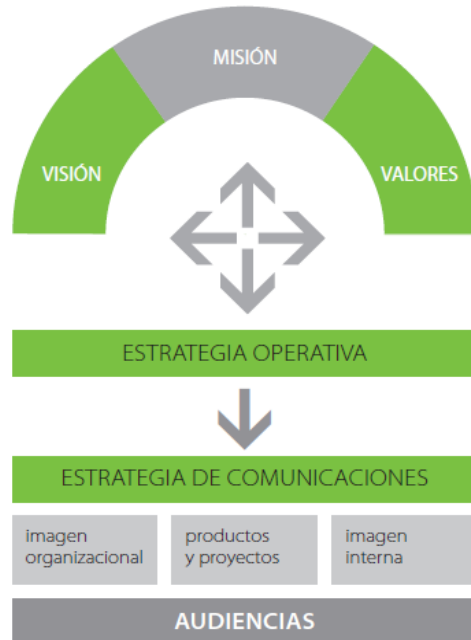 MISIÓN
VISIÓN
VALORES
ESTRATEGIA OPERATIVA
ESTRATEGIA DE COMUNICACIONES
imagen
organizacional
productos
y proyectos
imagen
interna
AUDIENCIAS